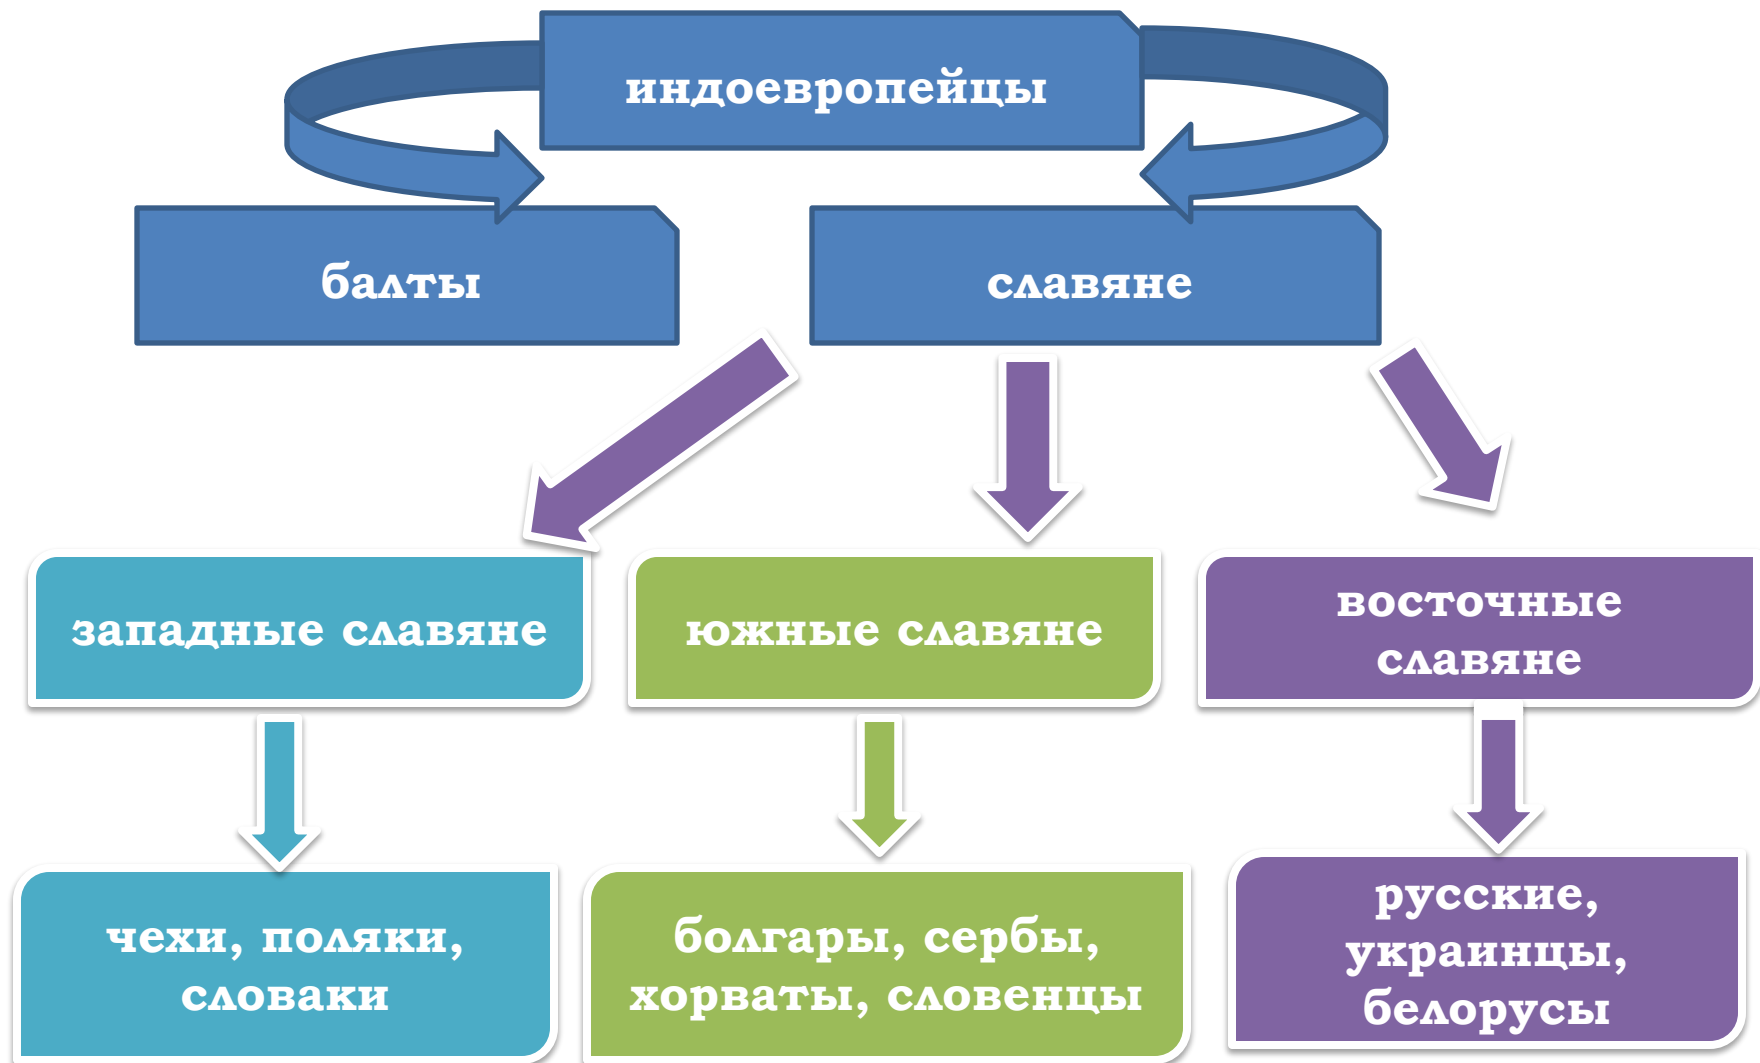 индоевропейцы
балты
славяне
западные славяне
южные славяне
восточные
славяне
чехи, поляки,
словаки
болгары, сербы,
хорваты, словенцы
русские,
украинцы,
белорусы